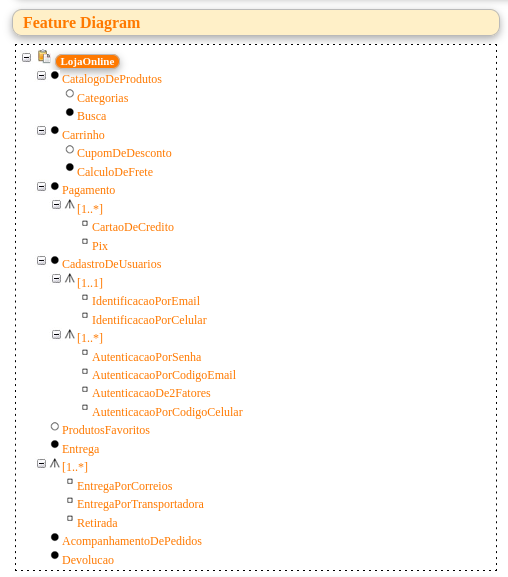 Feature Diagram
LojaOnline
CatalogoDeProdutos
Categorias
Busca
Carrinho
CupomDeDesconto
CalculoDeFrete
Pagamento
[1..*]
CartaoDeCredito
Pix
CadastroDeUsuarios
[1..1]
IdentificacaoPorEmail
IdentificacaoPorCelular
[1..*]
AutenticacaoPorSenha
AutenticacaoPorCodigoEmail
AutenticacaoDe2Fatores
AutenticacaoPorCodigoCelular
ProdutosFavoritos
Entrega
[1..*]
EntregaPorCorreios
EntregaPorTransportadora
Retirada
AcompanhamentoDePedidos
Devolucao